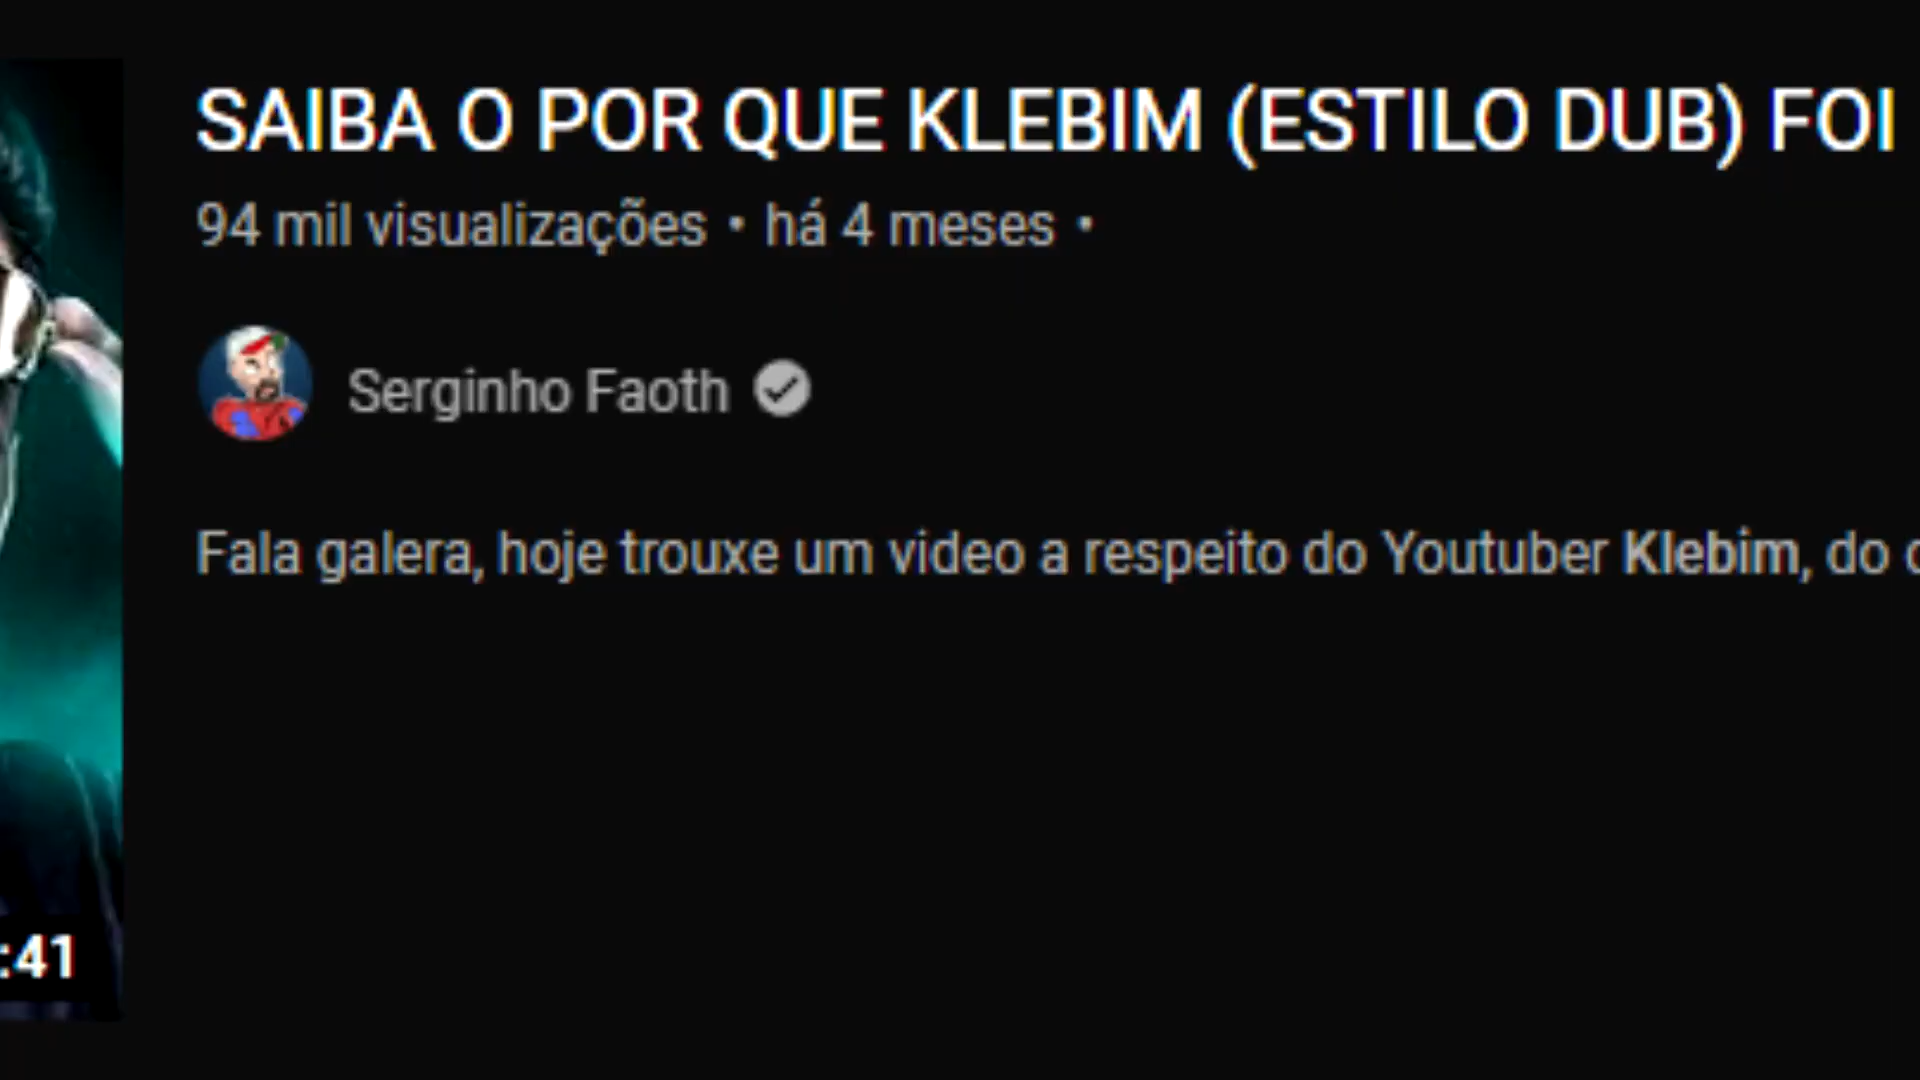 SAIBA O POR QUE KLEBIM (ESTILO DUB) FOI
94 mil visualizações • há 4 meses •
Serginho Faoth
Fala galera, hoje trouxe um video a respeito do Youtuber Klebim, do
:41